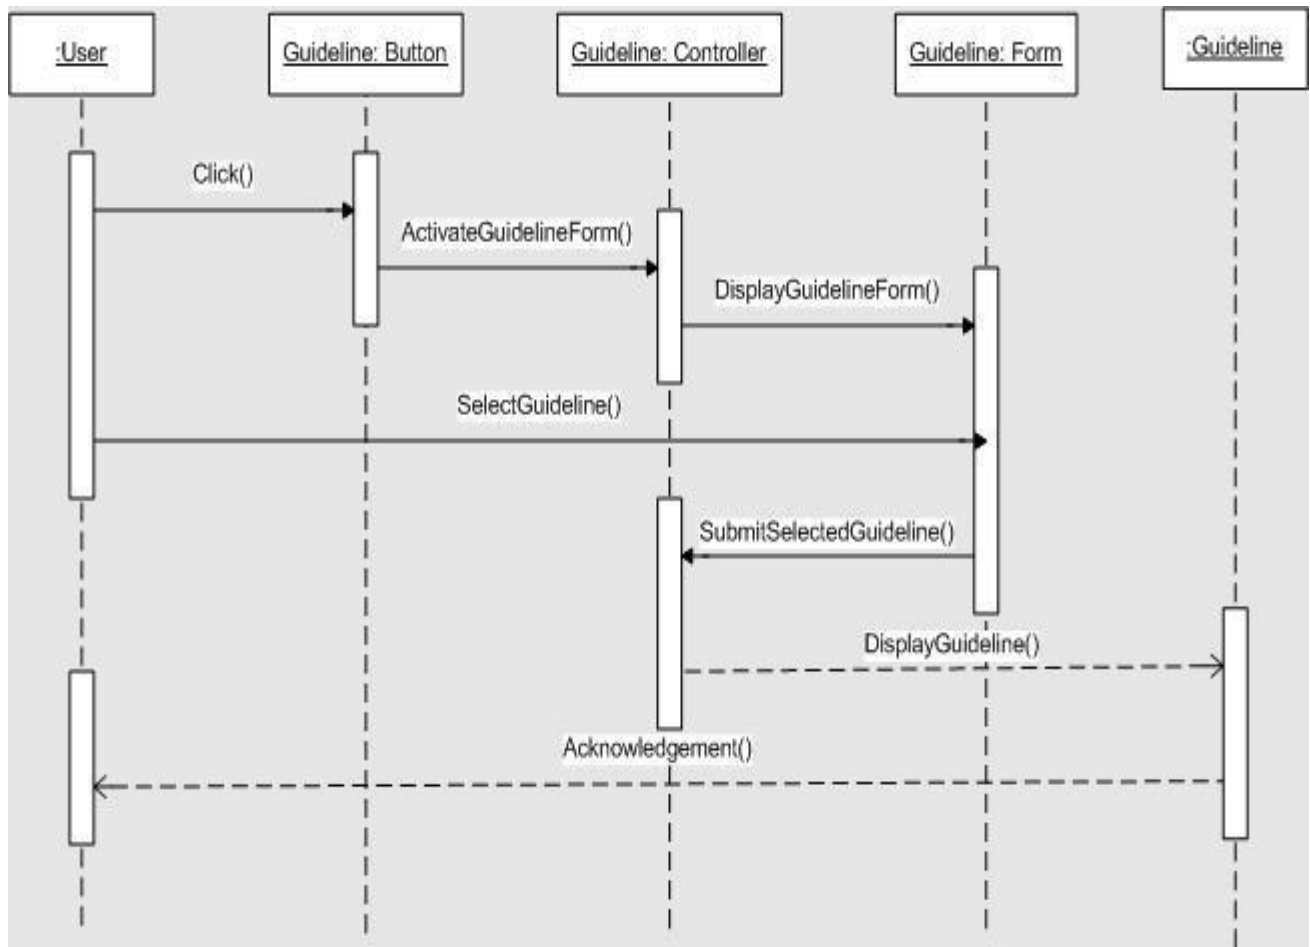 :User
Guideline: Button
Guideline: Controller
Guideline: Form
:Guideline
Click()
ActivateGuidelineForm()
DisplayGuidelineForm()
SelectGuideline()
SubmitSelectedGuideline()
DisplayGuideline()
Acknowledgement()